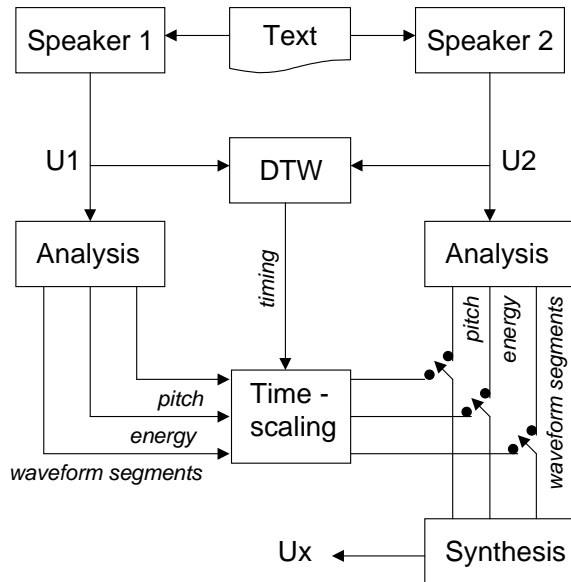 Speaker 1
Text
Speaker 2
U1
DTW
U2
Analysis
timing
Analysis
pitch
energy
waveform segments
pitch
energy
waveform segments
Time -
scaling
Ux
Synthesis